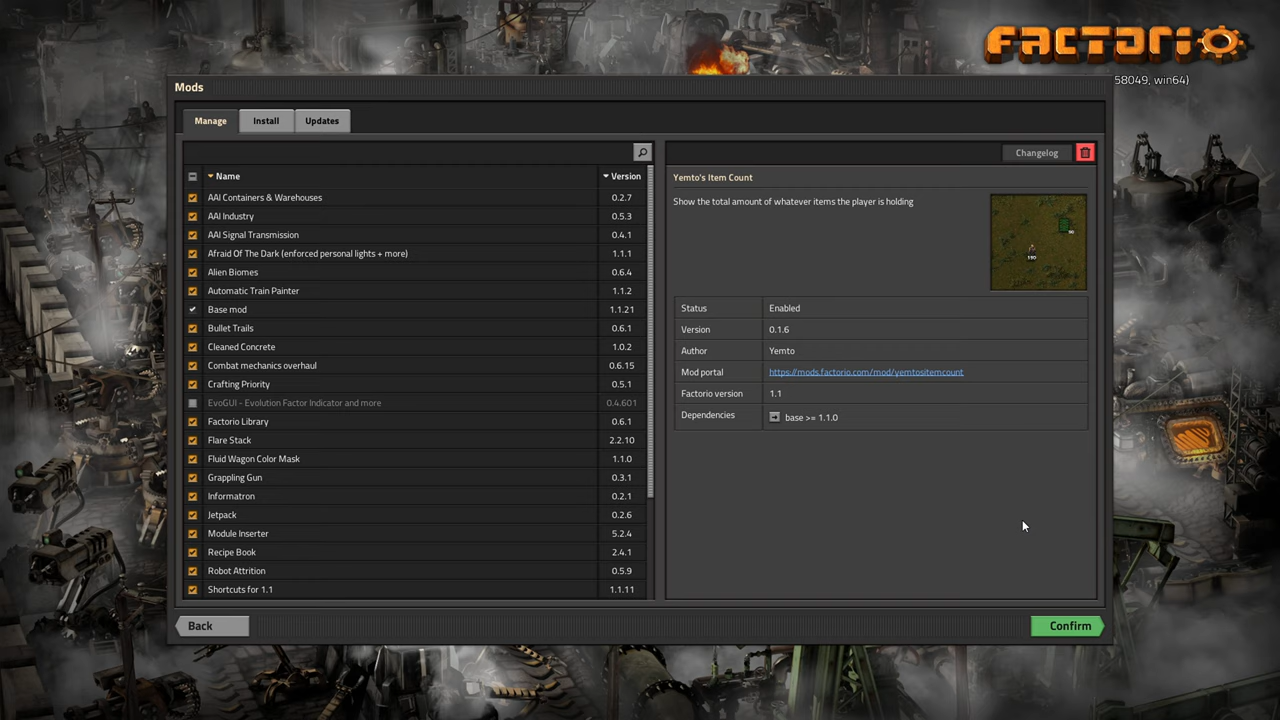 FACTORIO
58049, win64)
Mods
Manage Install Updates
Changelog
Name Version
AAI Containers & Warehouses 0.2.7
AAI Industry 0.5.3
AAI Signal Transmission 0.4.1
Afraid Of The Dark (enforced personal lights + more) 1.1.1
Alien Biomes 0.6.4
Automatic Train Painter 1.1.2
Base mod 1.1.21
Bullet Trails 0.6.1
Cleaned Concrete 1.0.2
Combat mechanics overhaul 0.6.15
Crafting Priority 0.5.1
EvoGUI - Evolution Factor Indicator and more 0.4.601
Factorio Library 0.6.1
Flare Stack 2.2.10
Fluid Wagon Color Mask 1.1.0
Grappling Gun 0.3.1
Informatron 0.2.1
Jetpack 0.2.6
Module Inserter 5.2.4
Recipe Book 2.4.1
Robot Attrition 0.5.9
Shortcuts for 1.1 1.1.11
Yemto's Item Count
Show the total amount of whatever items the player is holding
Status Enabled
Version 0.1.6
Author Yemto
Mod portal https://mods.factorio.com/mod/yemtositemcount
Factorio version 1.1
Dependencies base >= 1.1.0
Back
Confirm